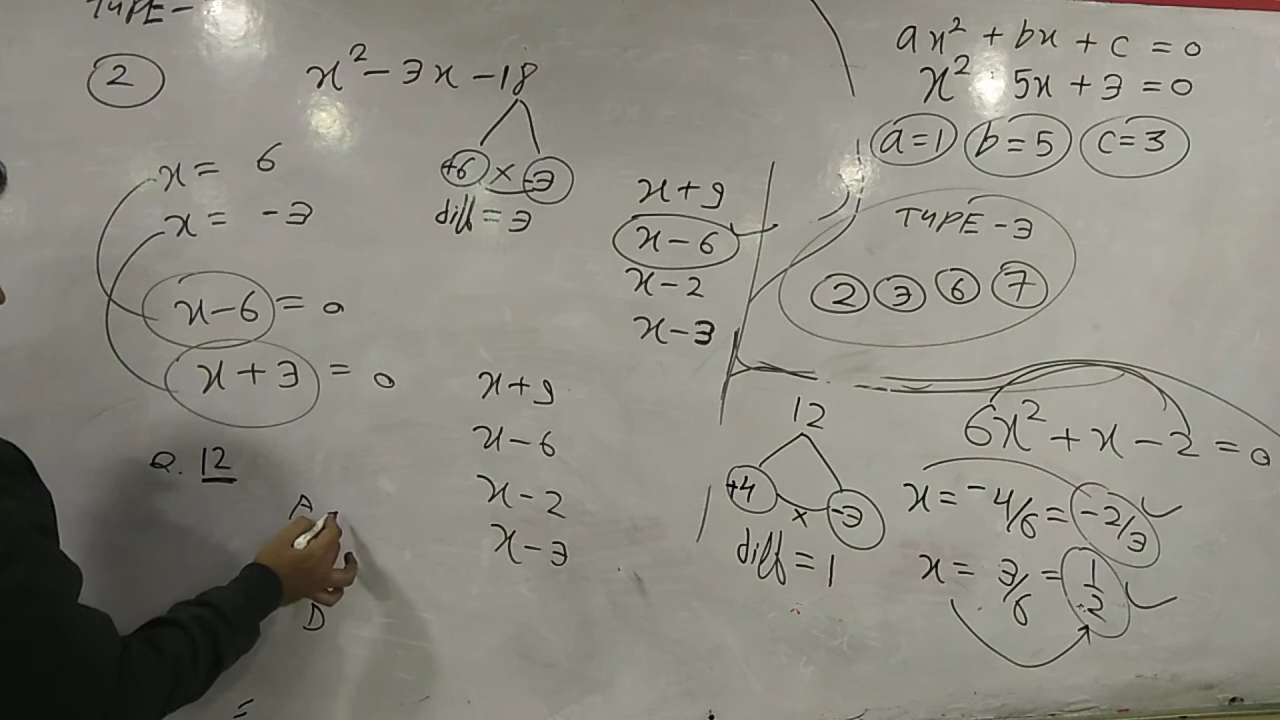 TYPE-
2
x² - 3x - 18
+6 × -3
diff = 3
x = 6
x = -3
x - 6 = 0
x + 3 = 0
x + 9
x - 6
x - 2
x - 3
Q. 12
A
D
=
x + 9
x - 6
x - 2
x - 3
ax² + bx + c = 0
x² 5x + 3 = 0
a = 1 b = 5 c = 3
TYPE - 3
2 3 6 7
6x² + x - 2 = 0
12
+4 × -3
diff = 1
x = -4/6 = -2/3
x = 3/6 = 1/2